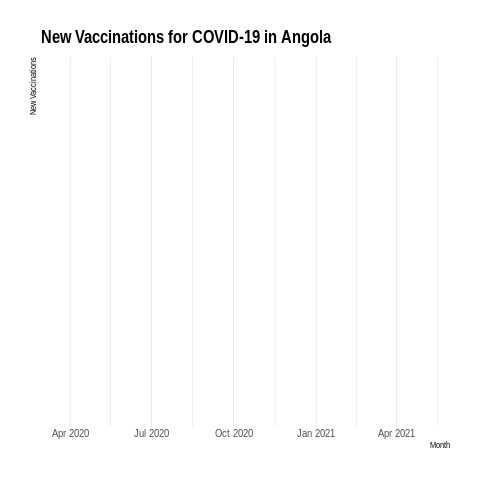 New Vaccinations for COVID-19 in Angola
New Vaccinations
Apr 2020 Jul 2020 Oct 2020 Jan 2021 Apr 2021
Month